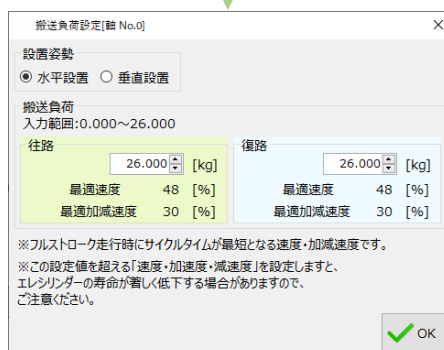 搬送負荷設定[軸 No.0]
設置姿勢
水平設置 垂直設置
搬送負荷
入力範囲:0.000～26.000
往路 復路
26.000 [kg] 26.000 [kg]
最適速度 48 [%] 最適速度 48 [%]
最適加減速度 30 [%] 最適加減速度 30 [%]
※フルストローク走行時にサイクルタイムが最短となる速度・加減速度です。
※この設定値を超える「速度・加速度・減速度」を設定しますと、
エレシリンダーの寿命が著しく低下する場合がありますので、
ご注意ください。
OK